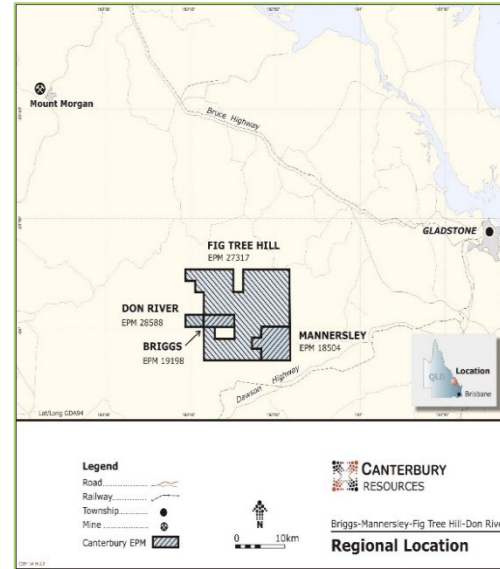 Mount Morgan
Bruce Highway
GLADSTONE
FIG TREE HILL
EPM 27317
DON RIVER
EPM 28588
BRIGGS
EPM 19198
MANNERSLEY
EPM 18504
Dawson Highway
QLD
Location
Brisbane
Lat/Long GDA94
Legend
Road
Railway
Township
Mine
Canterbury EPM
N
0 10km
CANTERBURY
RESOURCES
Briggs-Mannersley-Fig Tree Hill-Don Rive
Regional Location